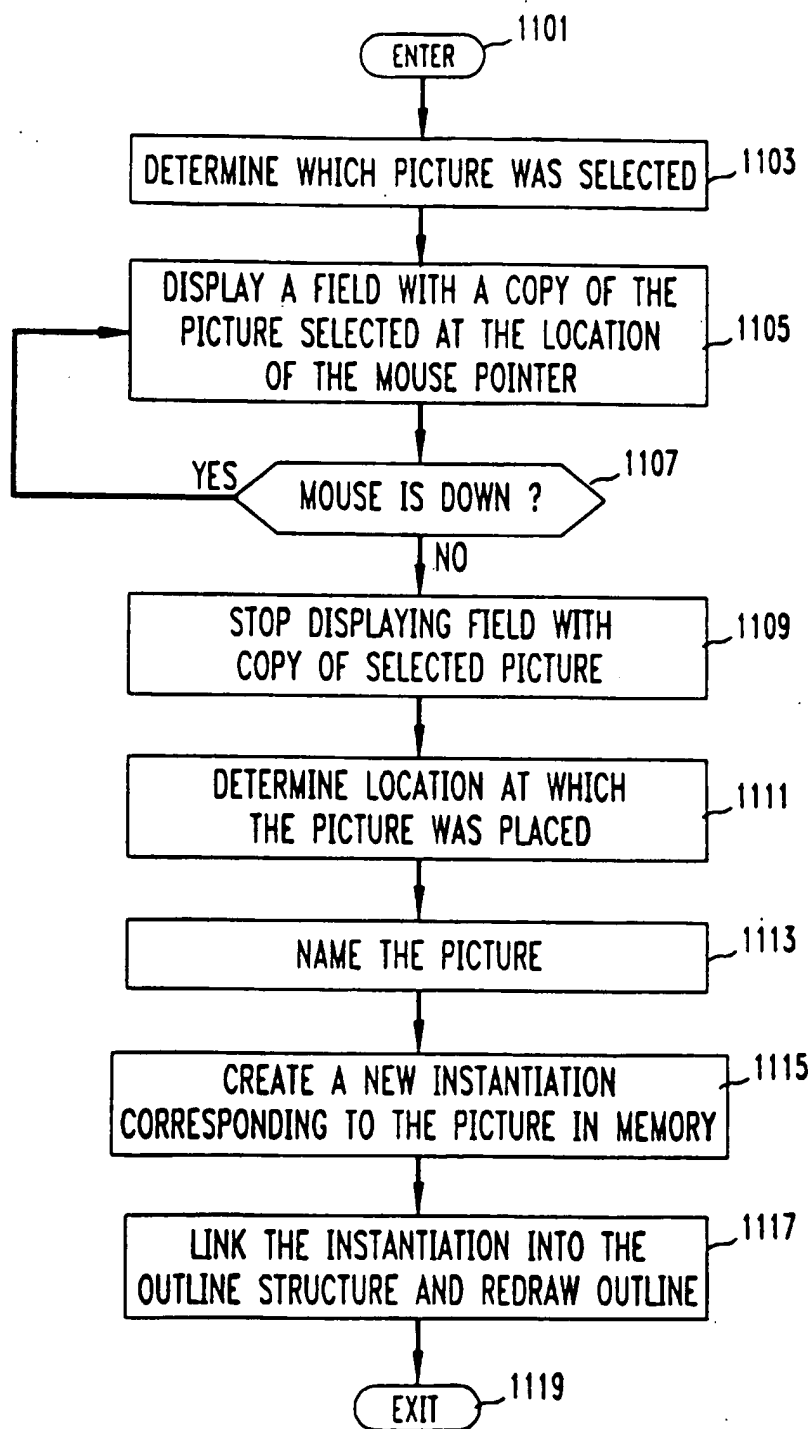 1101
ENTER
DETERMINE WHICH PICTURE WAS SELECTED
1103
DISPLAY A FIELD WITH A COPY OF THE
PICTURE SELECTED AT THE LOCATION
OF THE MOUSE POINTER
1105
YES
MOUSE IS DOWN ?
1107
NO
STOP DISPLAYING FIELD WITH
COPY OF SELECTED PICTURE
1109
DETERMINE LOCATION AT WHICH
THE PICTURE WAS PLACED
1111
NAME THE PICTURE
1113
CREATE A NEW INSTANTIATION
CORRESPONDING TO THE PICTURE IN MEMORY
1115
LINK THE INSTANTIATION INTO THE
OUTLINE STRUCTURE AND REDRAW OUTLINE
1117
EXIT
1119